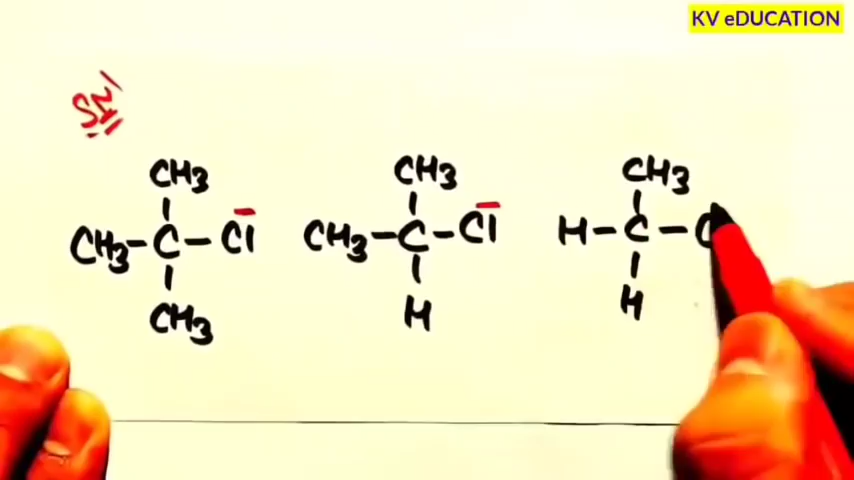 KV eDUCATION
SN1
CH3 CH3 CH3
CH3-C-Cl CH3-C-Cl H-C-C
CH3 H H